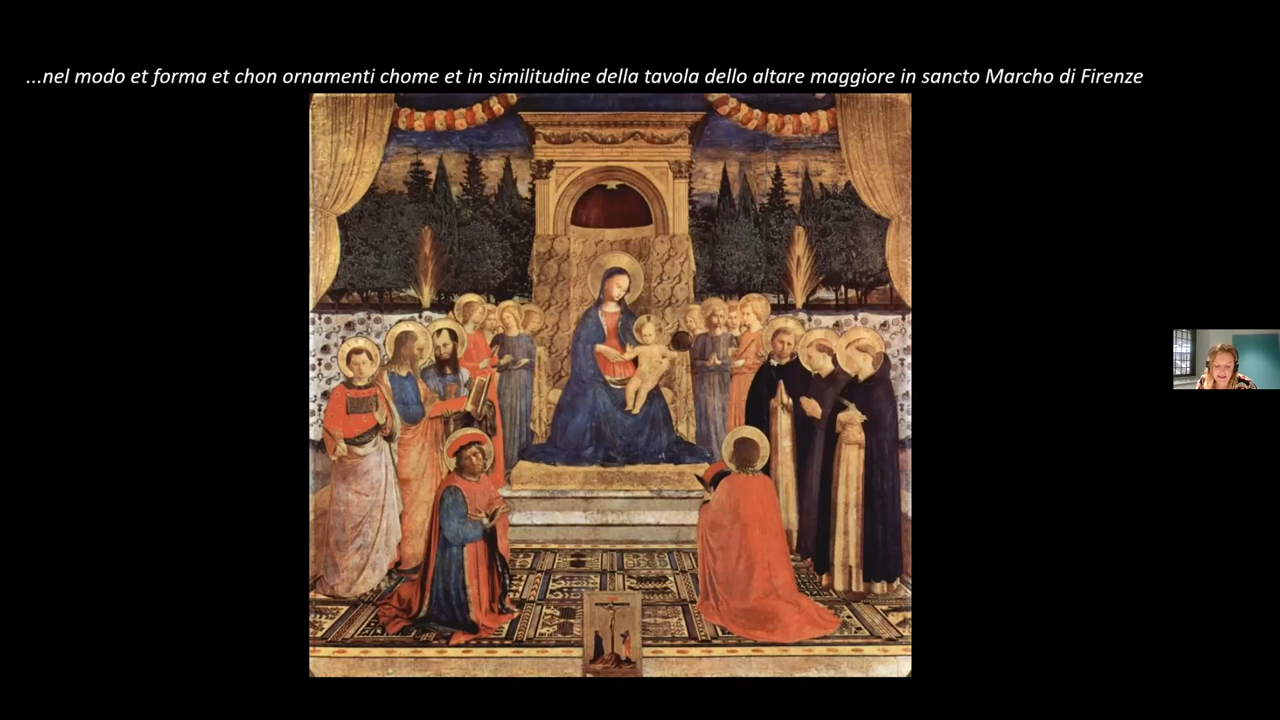 ...nel modo et forma et chon ornamenti chome et in similitudine della tavola dello altare maggiore in sancto Marcho di Firenze